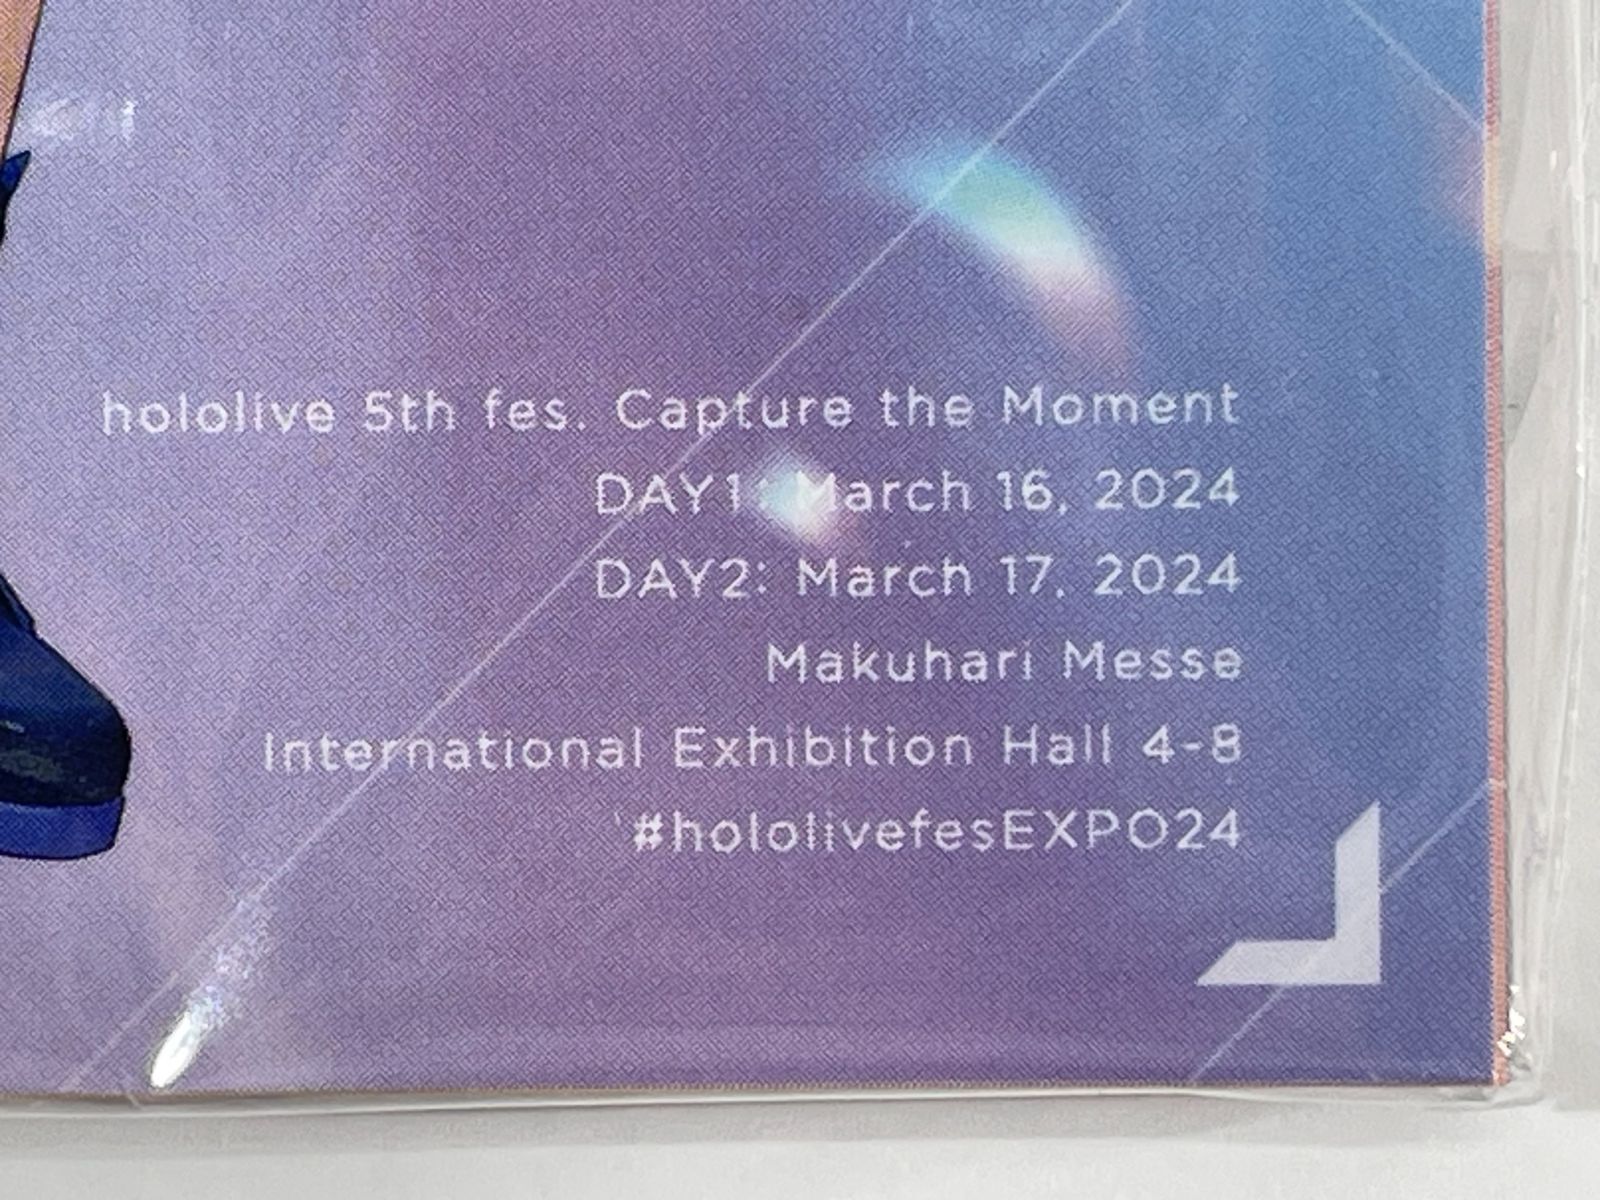 hololive 5th fes. Capture the Moment
DAY1: March 16, 2024
DAY2: March 17, 2024
Makuhari Messe
International Exhibition Hall 4-8
#hololivefesEXPO24